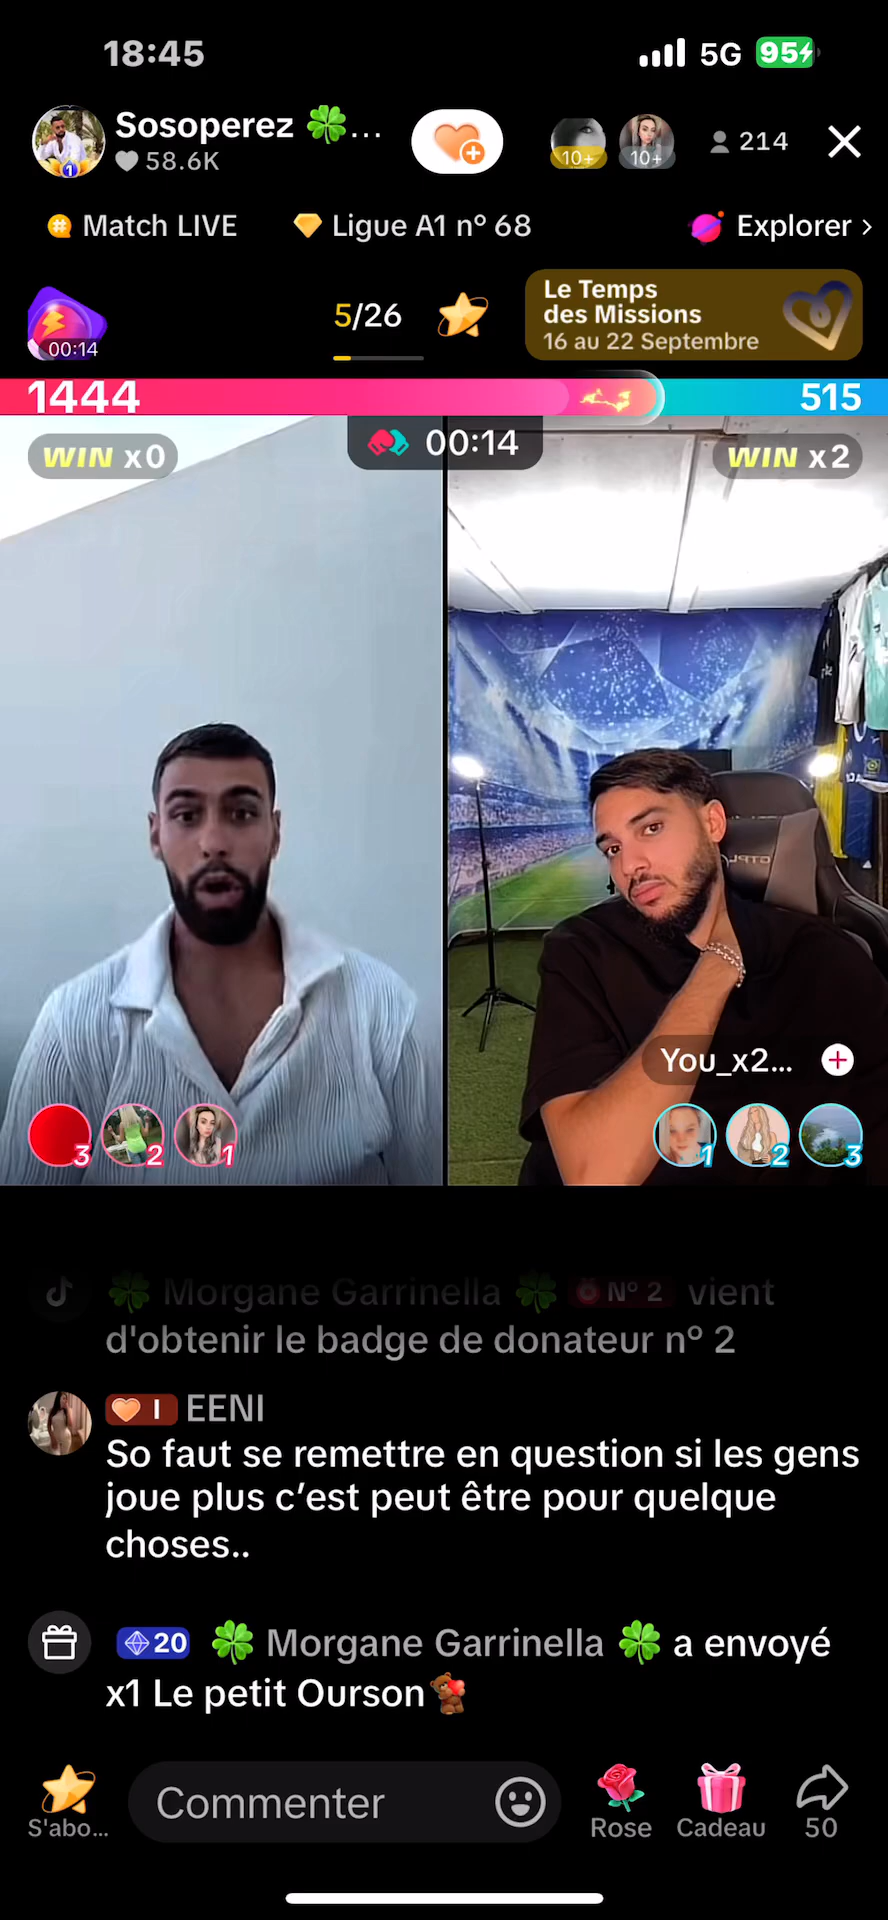 18:45
5G
95
Sosoperez 🍀...
58.6K
10+
10+
214
1
Match LIVE
Ligue A1 n° 68
Explorer >
00:14
5/26
Le Temps
des Missions
16 au 22 Septembre
1444
515
WIN x0
00:14
WIN x2
GTPL
You_x2...
3
2
1
1
2
3
🍀 Morgane Garrinella 🍀 N° 2 vient
d'obtenir le badge de donateur n° 2
I EENI
So faut se remettre en question si les gens
joue plus c’est peut être pour quelque
choses..
20 🍀 Morgane Garrinella 🍀 a envoyé
x1 Le petit Ourson🧸
Commenter
S'abo...
Rose
Cadeau
50